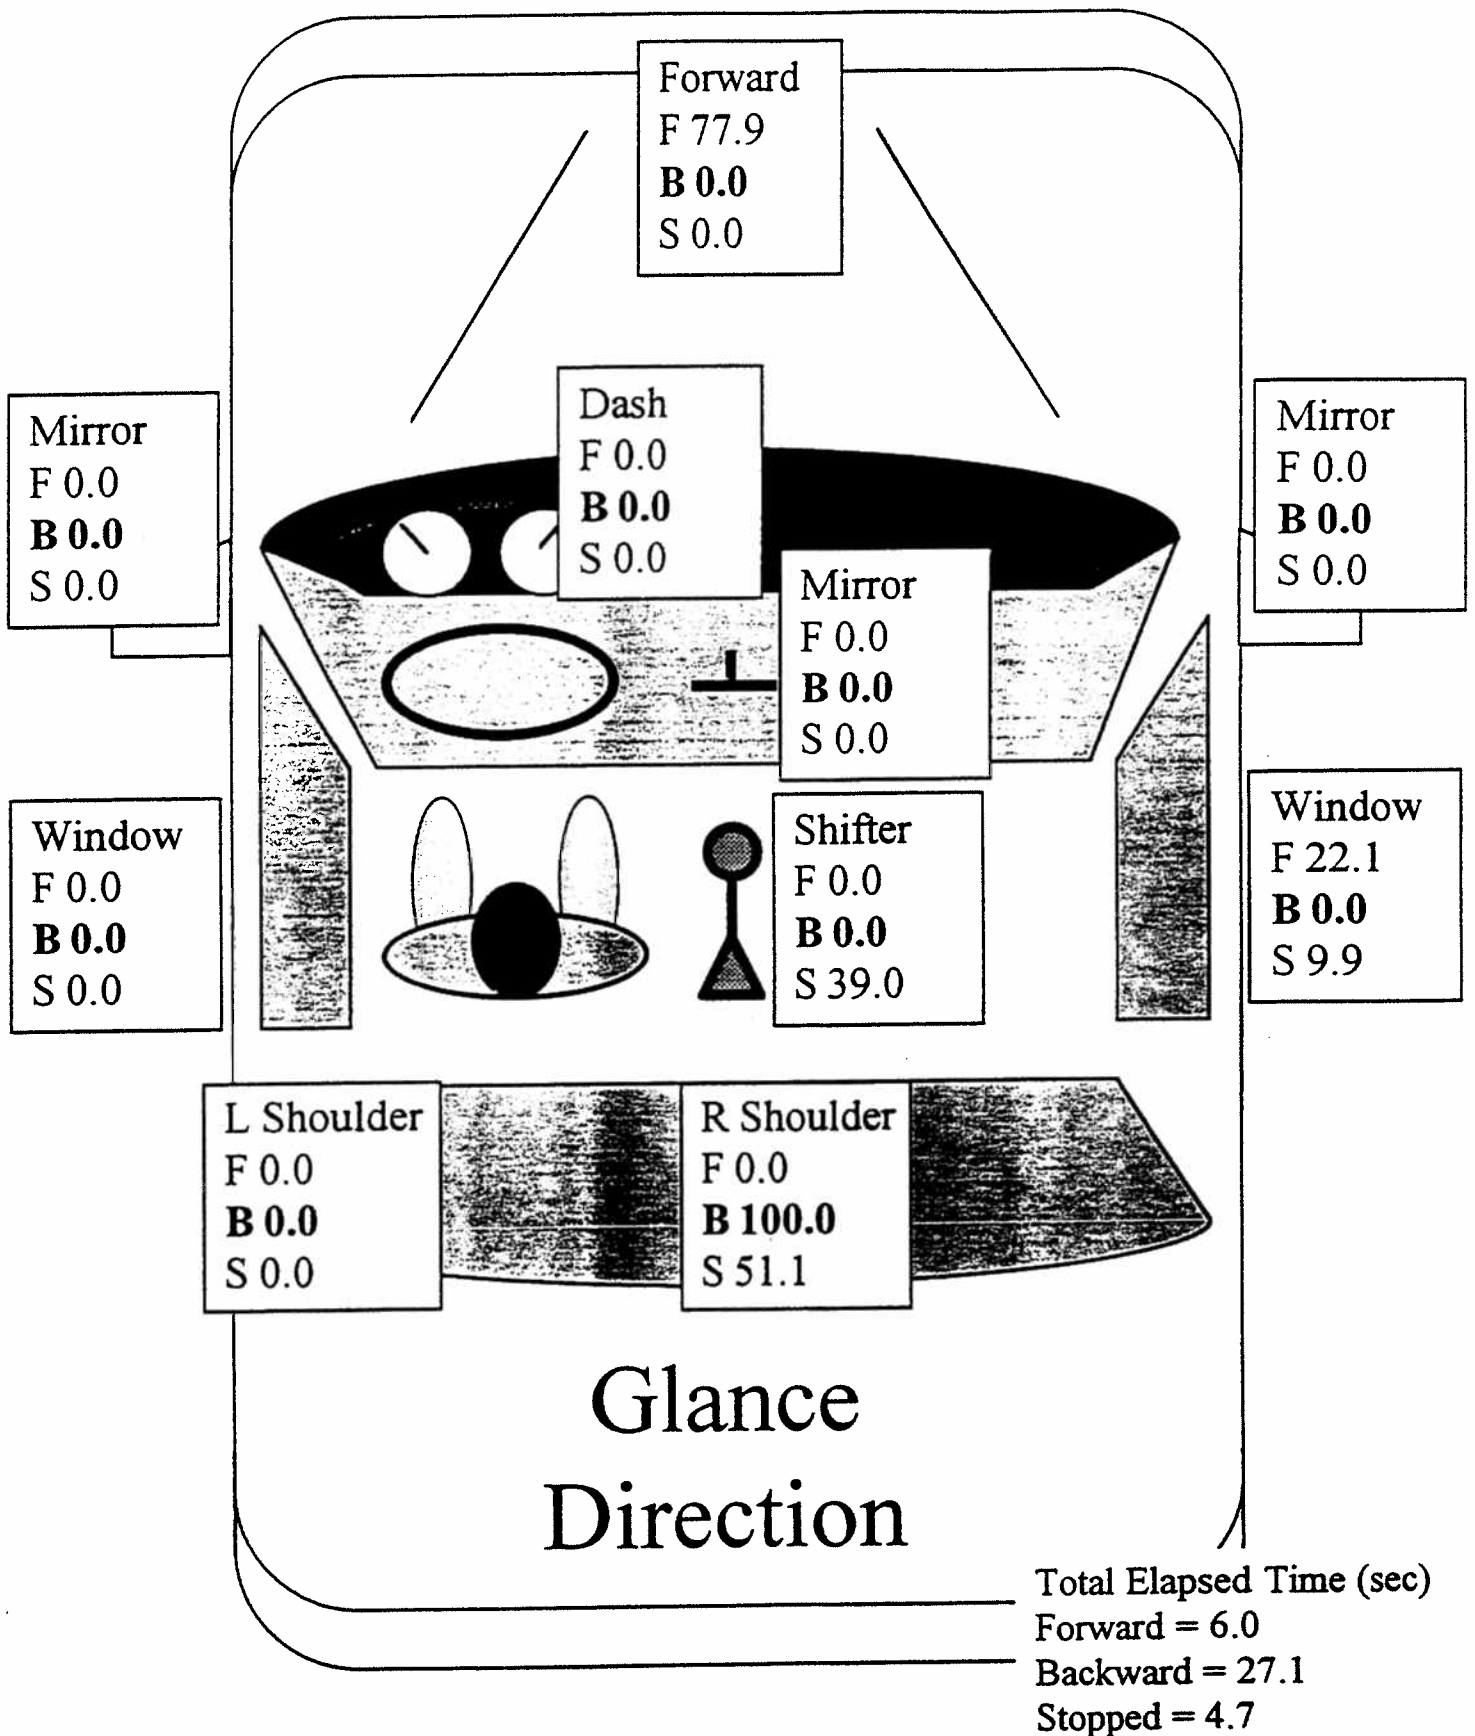 Forward
F 77.9
B 0.0
S 0.0
Dash
F 0.0
B 0.0
S 0.0
Mirror
F 0.0
B 0.0
S 0.0
Mirror
F 0.0
B 0.0
S 0.0
Mirror
F 0.0
B 0.0
S 0.0
Window
F 0.0
B 0.0
S 0.0
Shifter
F 0.0
B 0.0
S 39.0
Window
F 22.1
B 0.0
S 9.9
L Shoulder
F 0.0
B 0.0
S 0.0
R Shoulder
F 0.0
B 100.0
S 51.1
Glance
Direction
Total Elapsed Time (sec)
Forward = 6.0
Backward = 27.1
Stopped = 4.7